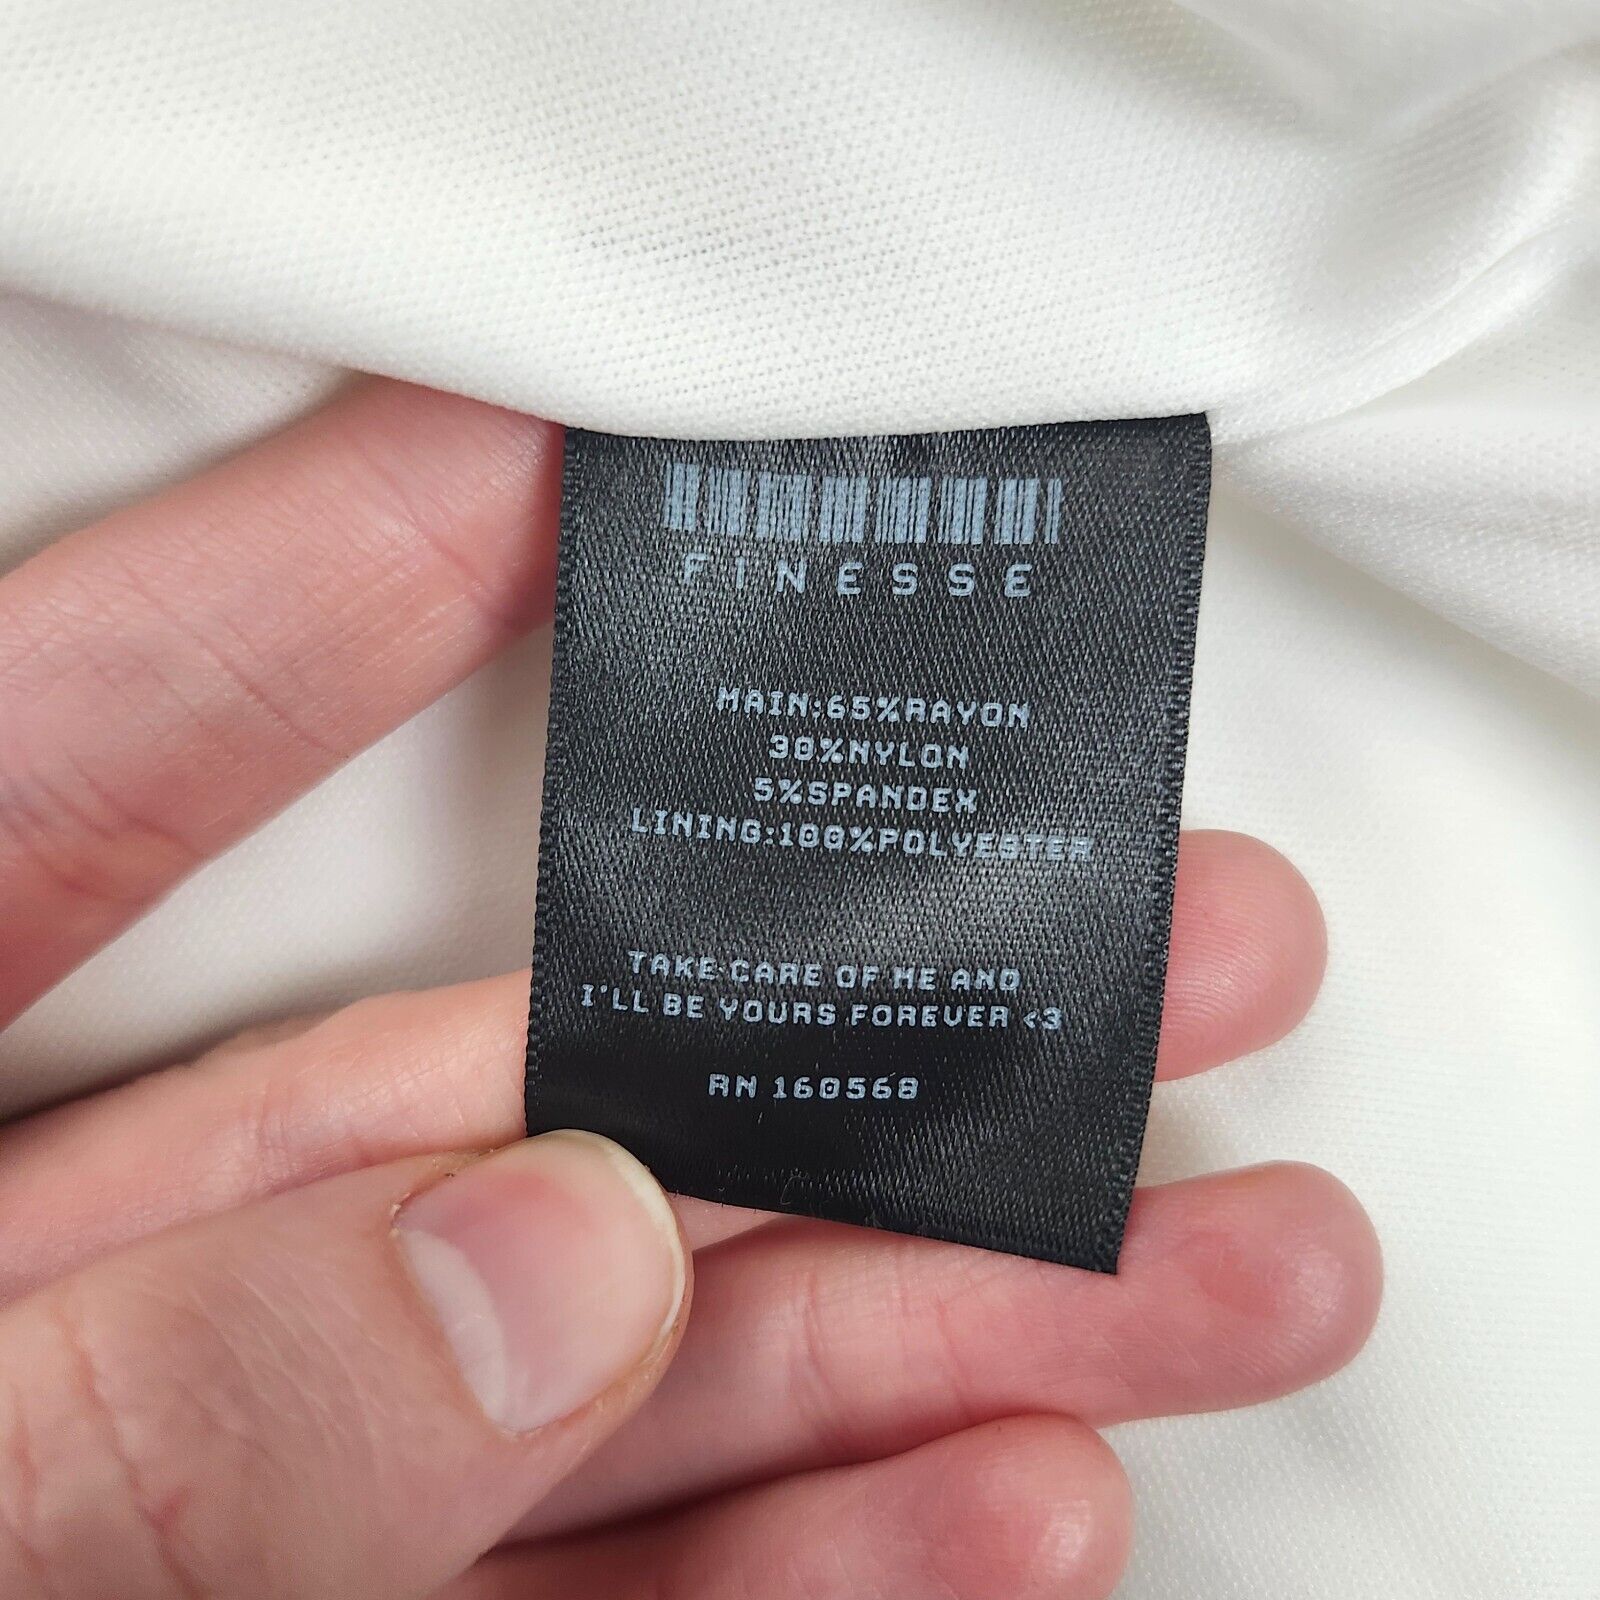 FiNESSE
MAIN:65%RAYON
30%NYLON
5%SPANDEX
LINING:100%POLYESTER
TAKE CARE OF ME AND
I'LL BE YOURS FOREVER <3
RN 160568